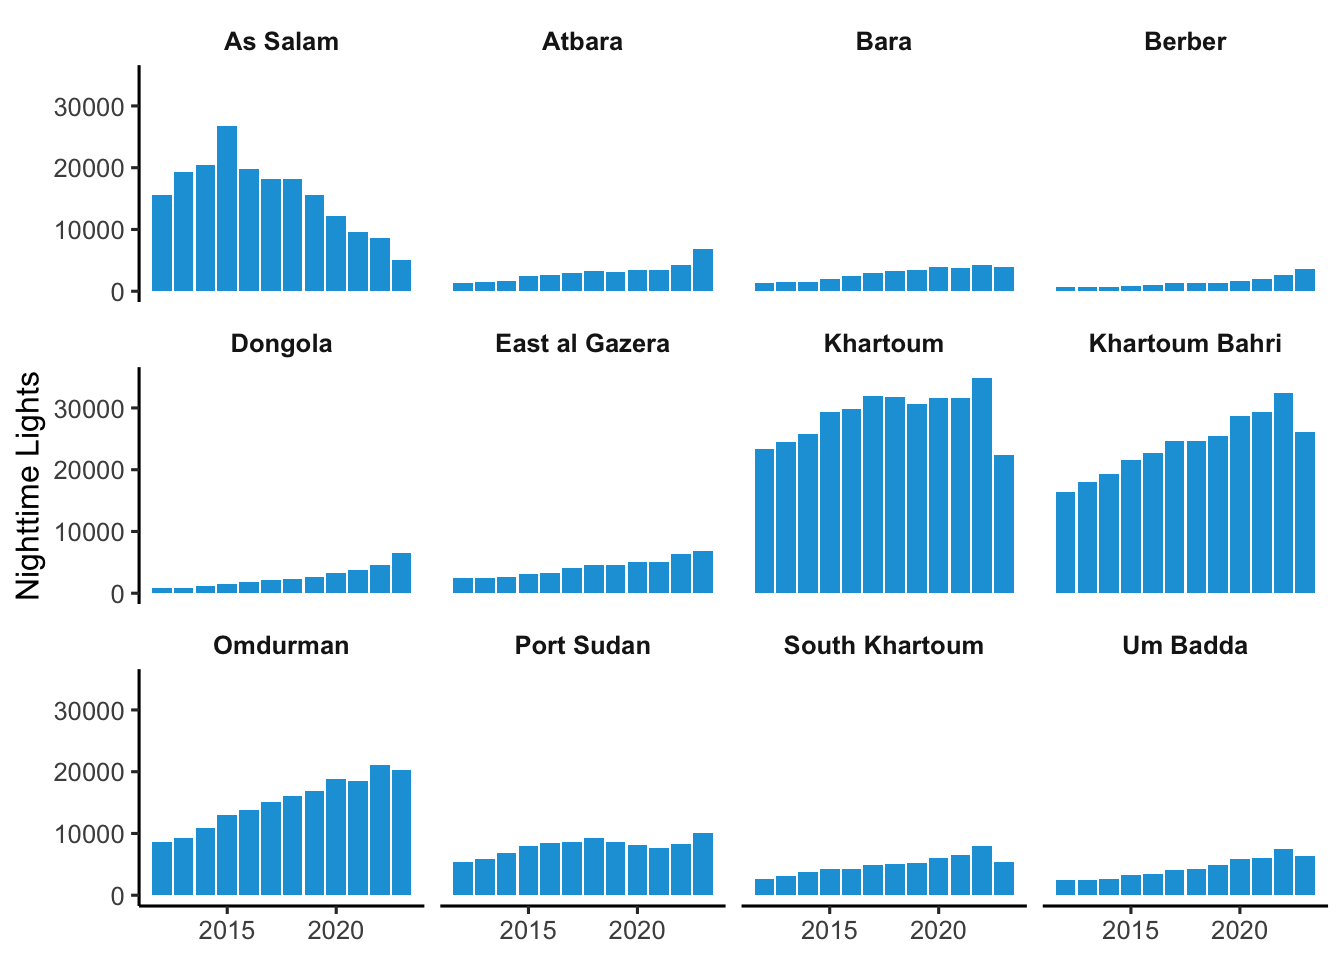 As Salam Atbara Bara Berber
30000
20000
10000
0
Dongola East al Gazera Khartoum Khartoum Bahri
Nighttime Lights
30000
20000
10000
0
Omdurman Port Sudan South Khartoum Um Badda
30000
20000
10000
0
2015 2020 2015 2020 2015 2020 2015 2020